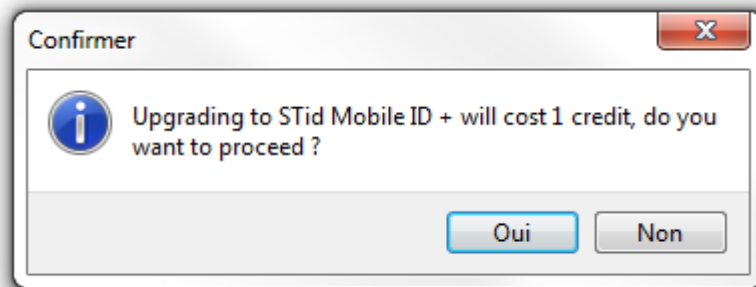 Confirmer
Upgrading to STid Mobile ID + will cost 1 credit, do you
want to proceed ?
Oui
Non